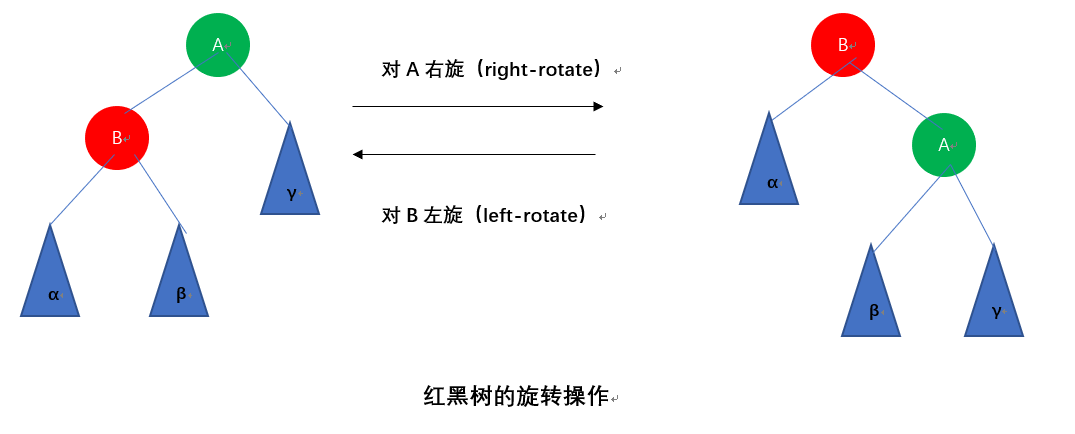 A
B
γ
α
β
对 A 右旋（right-rotate）
对 B 左旋（left-rotate）
B
α
A
β
γ
红黑树的旋转操作